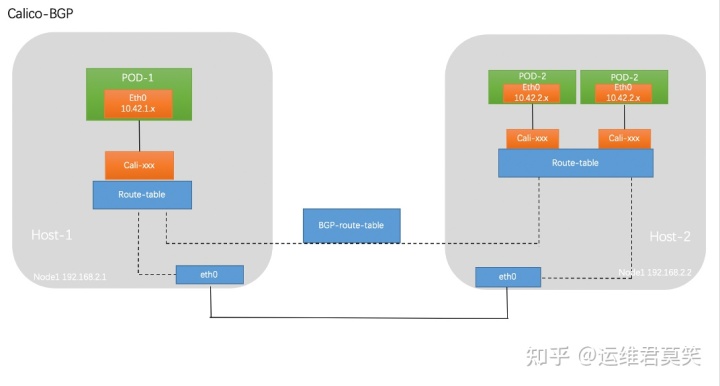 Calico-BGP
POD-1
Eth0
10.42.1.x
Cali-xxx
Route-table
Host-1
Node1 192.168.2.1
eth0
BGP-route-table
POD-2
Eth0
10.42.2.x
POD-2
Eth0
10.42.2.x
Cali-xxx
Cali-xxx
Route-table
Host-2
Node1 192.168.2.2
eth0
知乎 @运维君莫笑